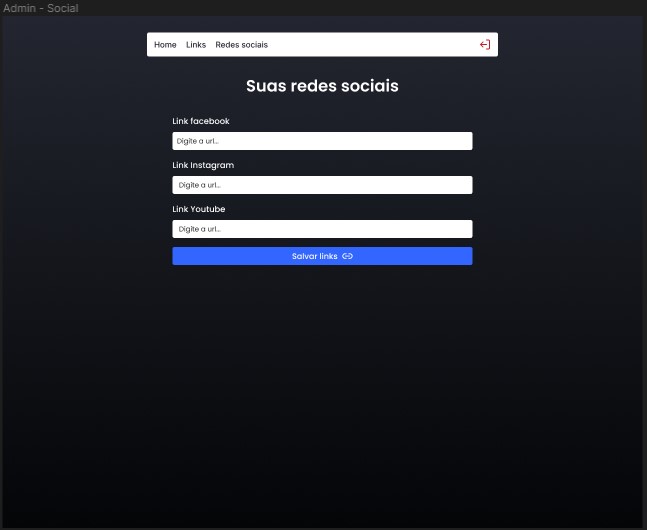 Admin - Social
Home Links Redes sociais
Suas redes sociais
Link facebook
Digite a url...
Link Instagram
Digite a url...
Link Youtube
Digite a url...
Salvar links